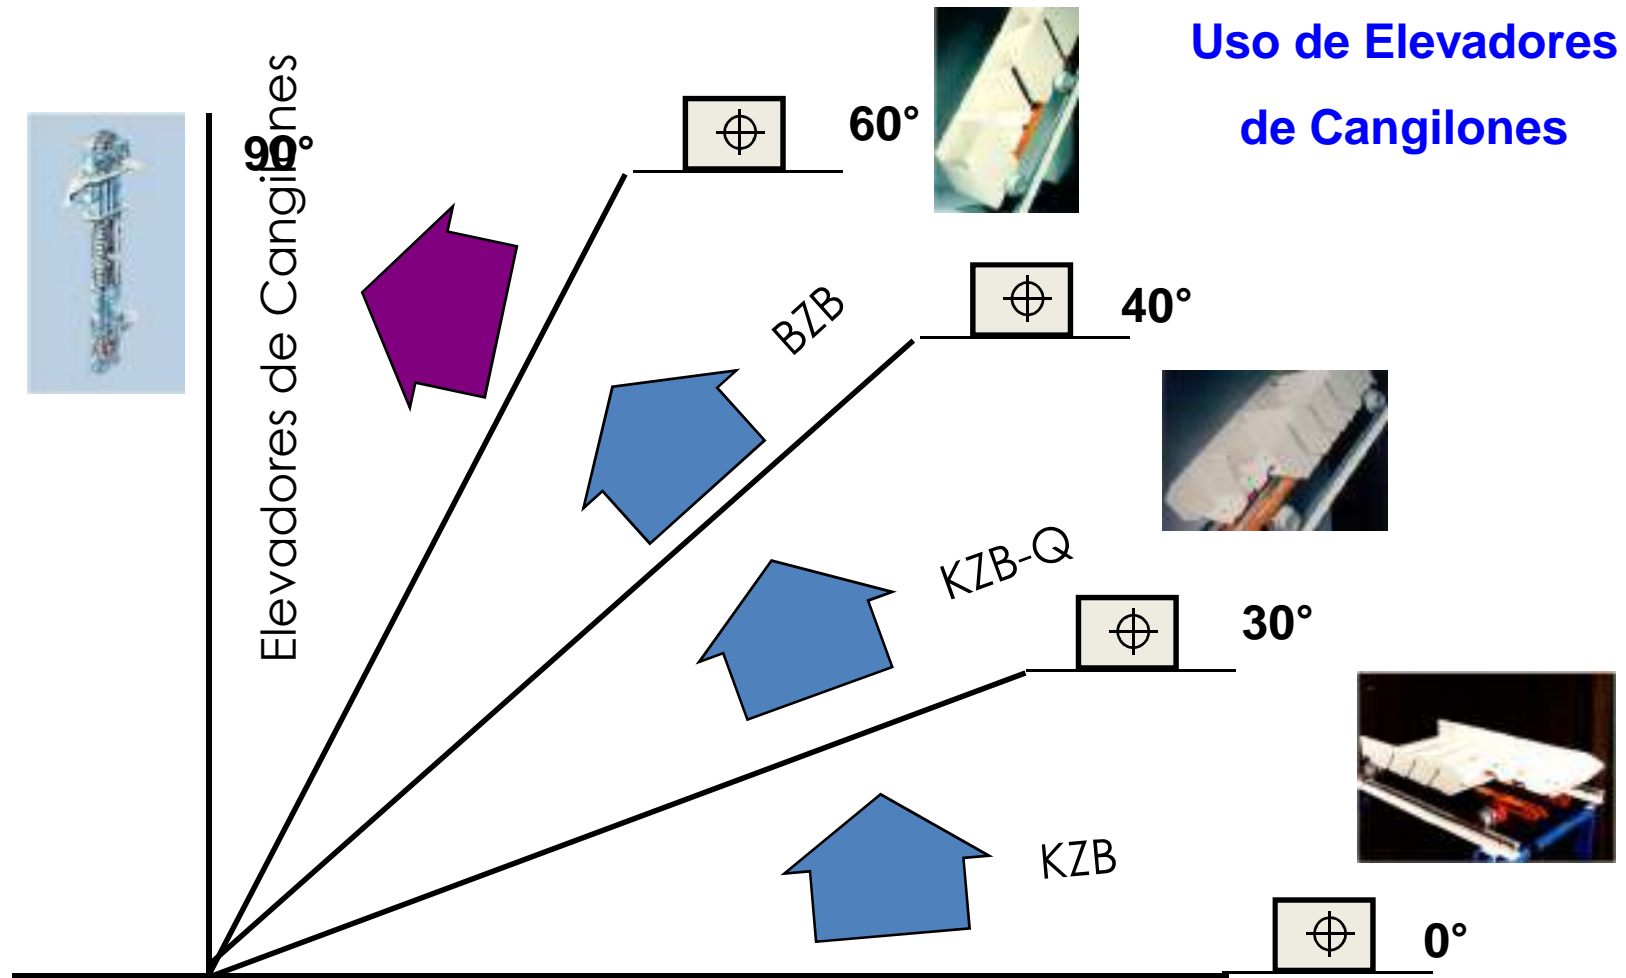 Uso de Elevadores
de Cangilones
Elevadores de Cangilones
90°
60°
BZB
40°
KZB-Q
30°
KZB
0°